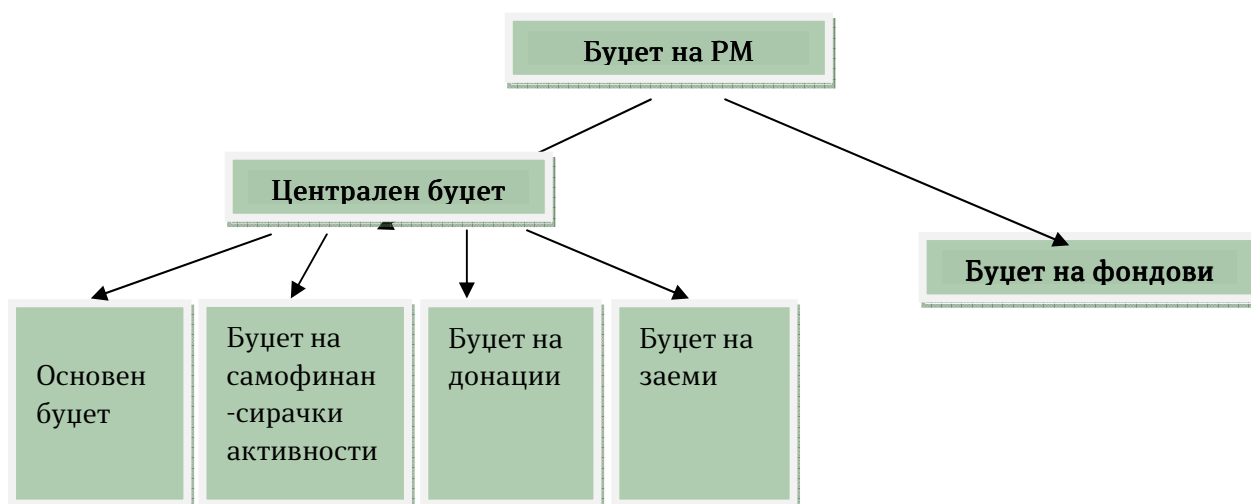 Буџет на РМ
Централен буџет
Буџет на фондови
Основен
буџет
Буџет на
самофинан
-сирачки
активности
Буџет на
донации
Буџет на
заеми